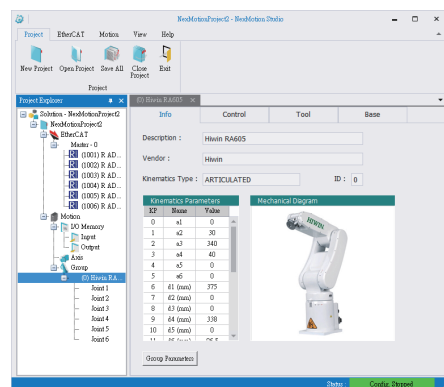 NexMotionProject2 - NexMotion Studio
Project EtherCAT Motion View Help
New Project Open Project Save All Close Project Exit
Project
Project Explorer
Solution - NexMotionProject2
NexMotionProject2
EtherCAT
Master - 0
(1001) R AD...
(1002) R AD...
(1003) R AD...
(1004) R AD...
(1005) R AD...
(1006) R AD...
Motion
I/O Memory
Input
Output
Axis
Group
(0) Hiwin RA...
Joint 1
Joint 2
Joint 3
Joint 4
Joint 5
Joint 6
(0) Hiwin RA605
Info Control Tool Base
Description : Hiwin RA605
Vendor : Hiwin
Kinematics Type : ARTICULATED ID : 0
Kinematics Parameters
KP Name Value
0 a1 0
1 a2 30
2 a3 340
3 a4 40
4 a5 0
5 a6 0
6 d1 (mm) 375
7 d2 (mm) 0
8 d3 (mm) 0
9 d4 (mm) 338
10 d5 (mm) 0
Mechanical Diagram
HIWIN
Group Parameters
Status : Config. Stopped